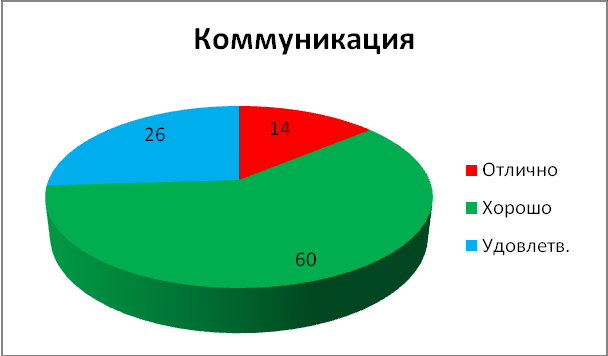 Коммуникация
26
14
60
Отлично
Хорошо
Удовлетв.